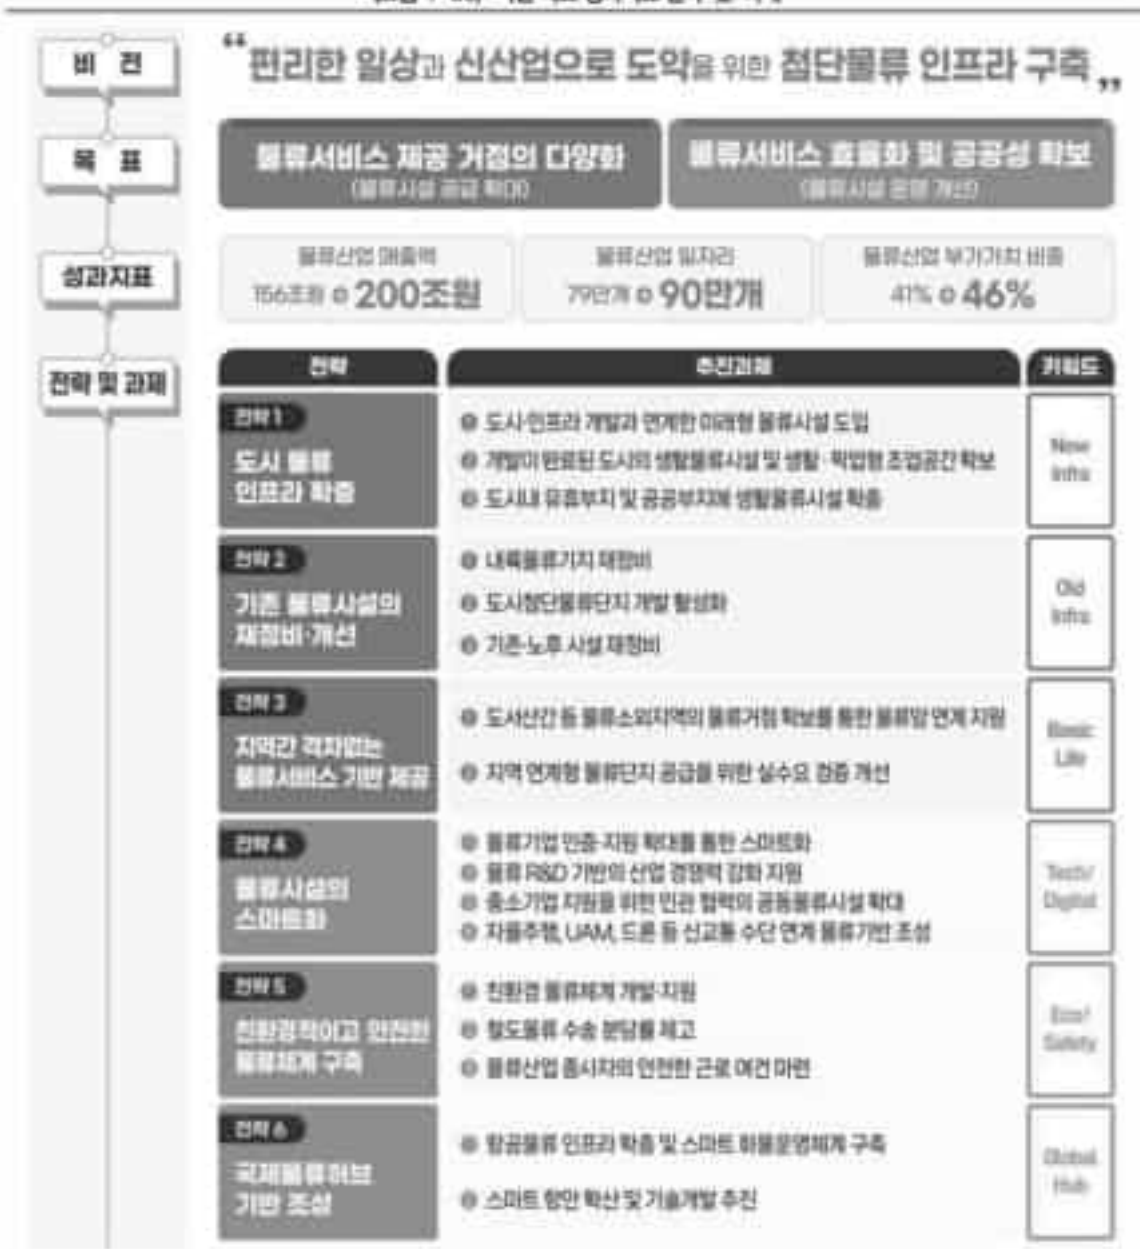 비 전
“편리한 일상과 신산업으로 도약을 위한 첨단물류 인프라 구축”
목 표
물류서비스 제공 거점의 다양화
(물류시설 공급 확대)
물류서비스 효율화 및 공공성 확보
(물류시설 운영 개선)
성과지표
물류산업 매출액
156조원 200조원
물류산업 일자리
79만개 90만개
물류산업 부가가치 비중
41% 46%
전략 및 과제
전략
추진과제
키워드
전략 1
도시 물류
인프라 확충
도시·인프라 개발과 연계한 미래형 물류시설 도입
개발이 완료된 도시의 생활물류시설 및 생활· 조업공간 확보
도시내 유휴부지 및 공공부지에 생활물류시설 확충
New
Infra
전략 2
기존 물류시설의
재정비·개선
내륙물류기지 재정비
도시첨단물류단지 개발 활성화
기존·노후 시설 재정비
Old
Infra
전략 3
지역간 격차없는
물류서비스 기반 제공
도서산간 등 물류소외지역의 물류거점 확보를 통한 물류망 연계 지원
지역 연계형 물류단지 공급을 위한 실수요 검증 개선
Basic
Life
전략 4
물류시설의
스마트화
물류기업 인증·지원 확대를 통한 스마트화
물류 R&D 기반의 산업 경쟁력 강화 지원
중소기업 지원을 위한 민관 협력의 공동물류시설 확대
자율주행, UAM, 드론 등 신교통 수단 연계 물류기반 조성
Tech/
Digital
전략 5
친환경적이고 안전한
물류체계 구축
친환경 물류체계 개발·지원
철도물류 수송 분담률 제고
물류산업 종사자의 안전한 근로 여건 마련
Eco/
Safety
전략 6
국제물류허브
기반 조성
항공물류 인프라 확충 및 스마트 화물운영체계 구축
스마트 항만 확산 및 기술개발 추진
Global
Hub